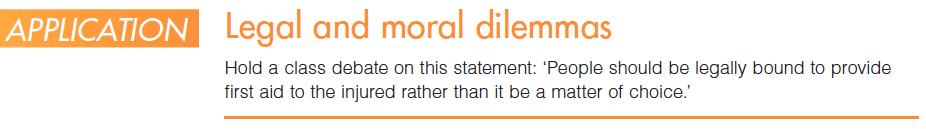 APPLICATION Legal and moral dilemmas
Hold a class debate on this statement: ‘People should be legally bound to provide
first aid to the injured rather than it be a matter of choice.’